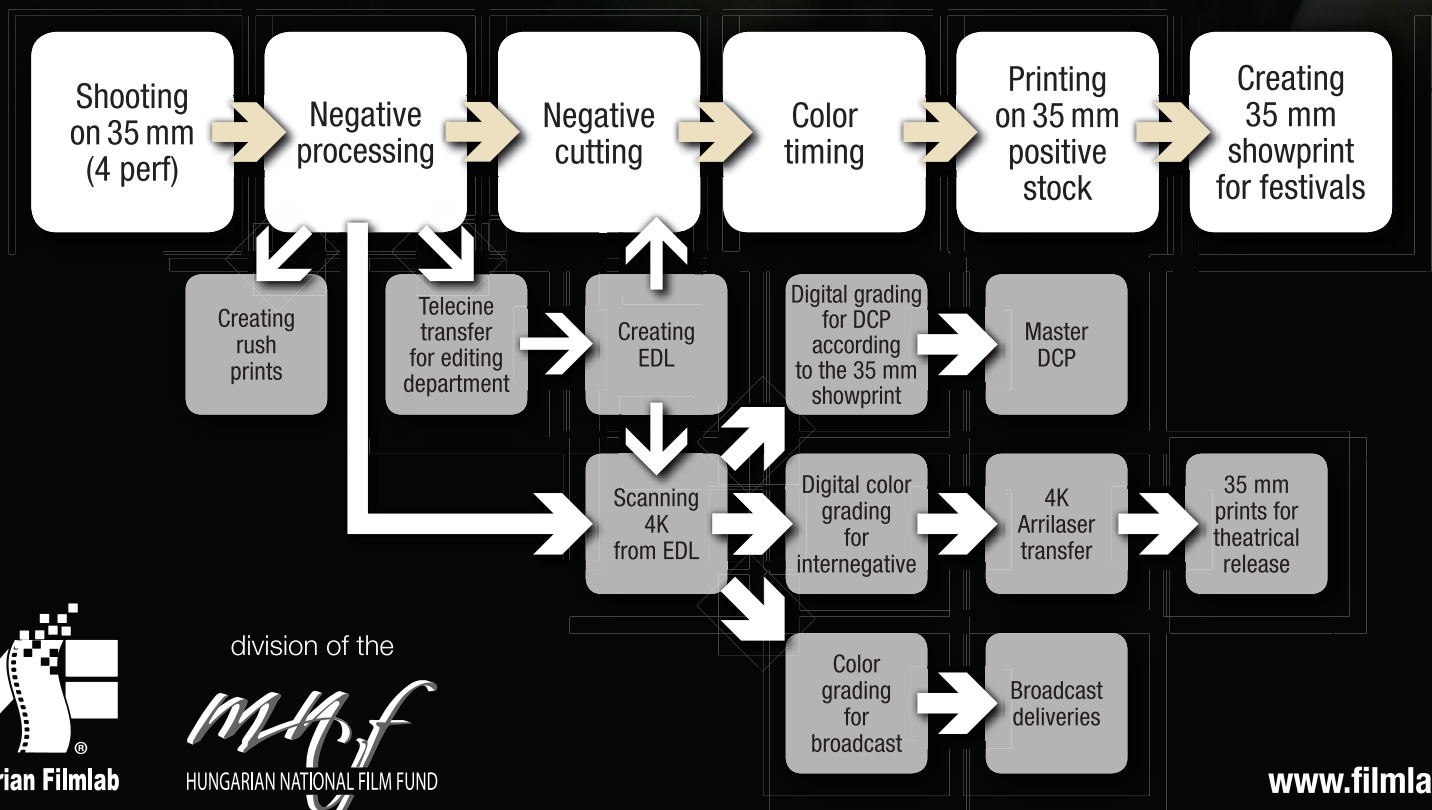 Shooting
on 35 mm
(4 perf)
Negative
processing
Negative
cutting
Color
timing
Printing
on 35 mm
positive
stock
Creating
35 mm
showprint
for festivals
Creating
rush
prints
Telecine
transfer
for editing
department
Creating
EDL
Digital grading
for DCP
according
to the 35 mm
showprint
Master
DCP
Scanning
4K
from EDL
Digital color
grading
for
internegative
4K
Arrilaser
transfer
35 mm
prints for
theatrical
release
Color
grading
for
broadcast
Broadcast
deliveries
®
rian Filmlab
division of the
mnf
HUNGARIAN NATIONAL FILM FUND
www.filmla